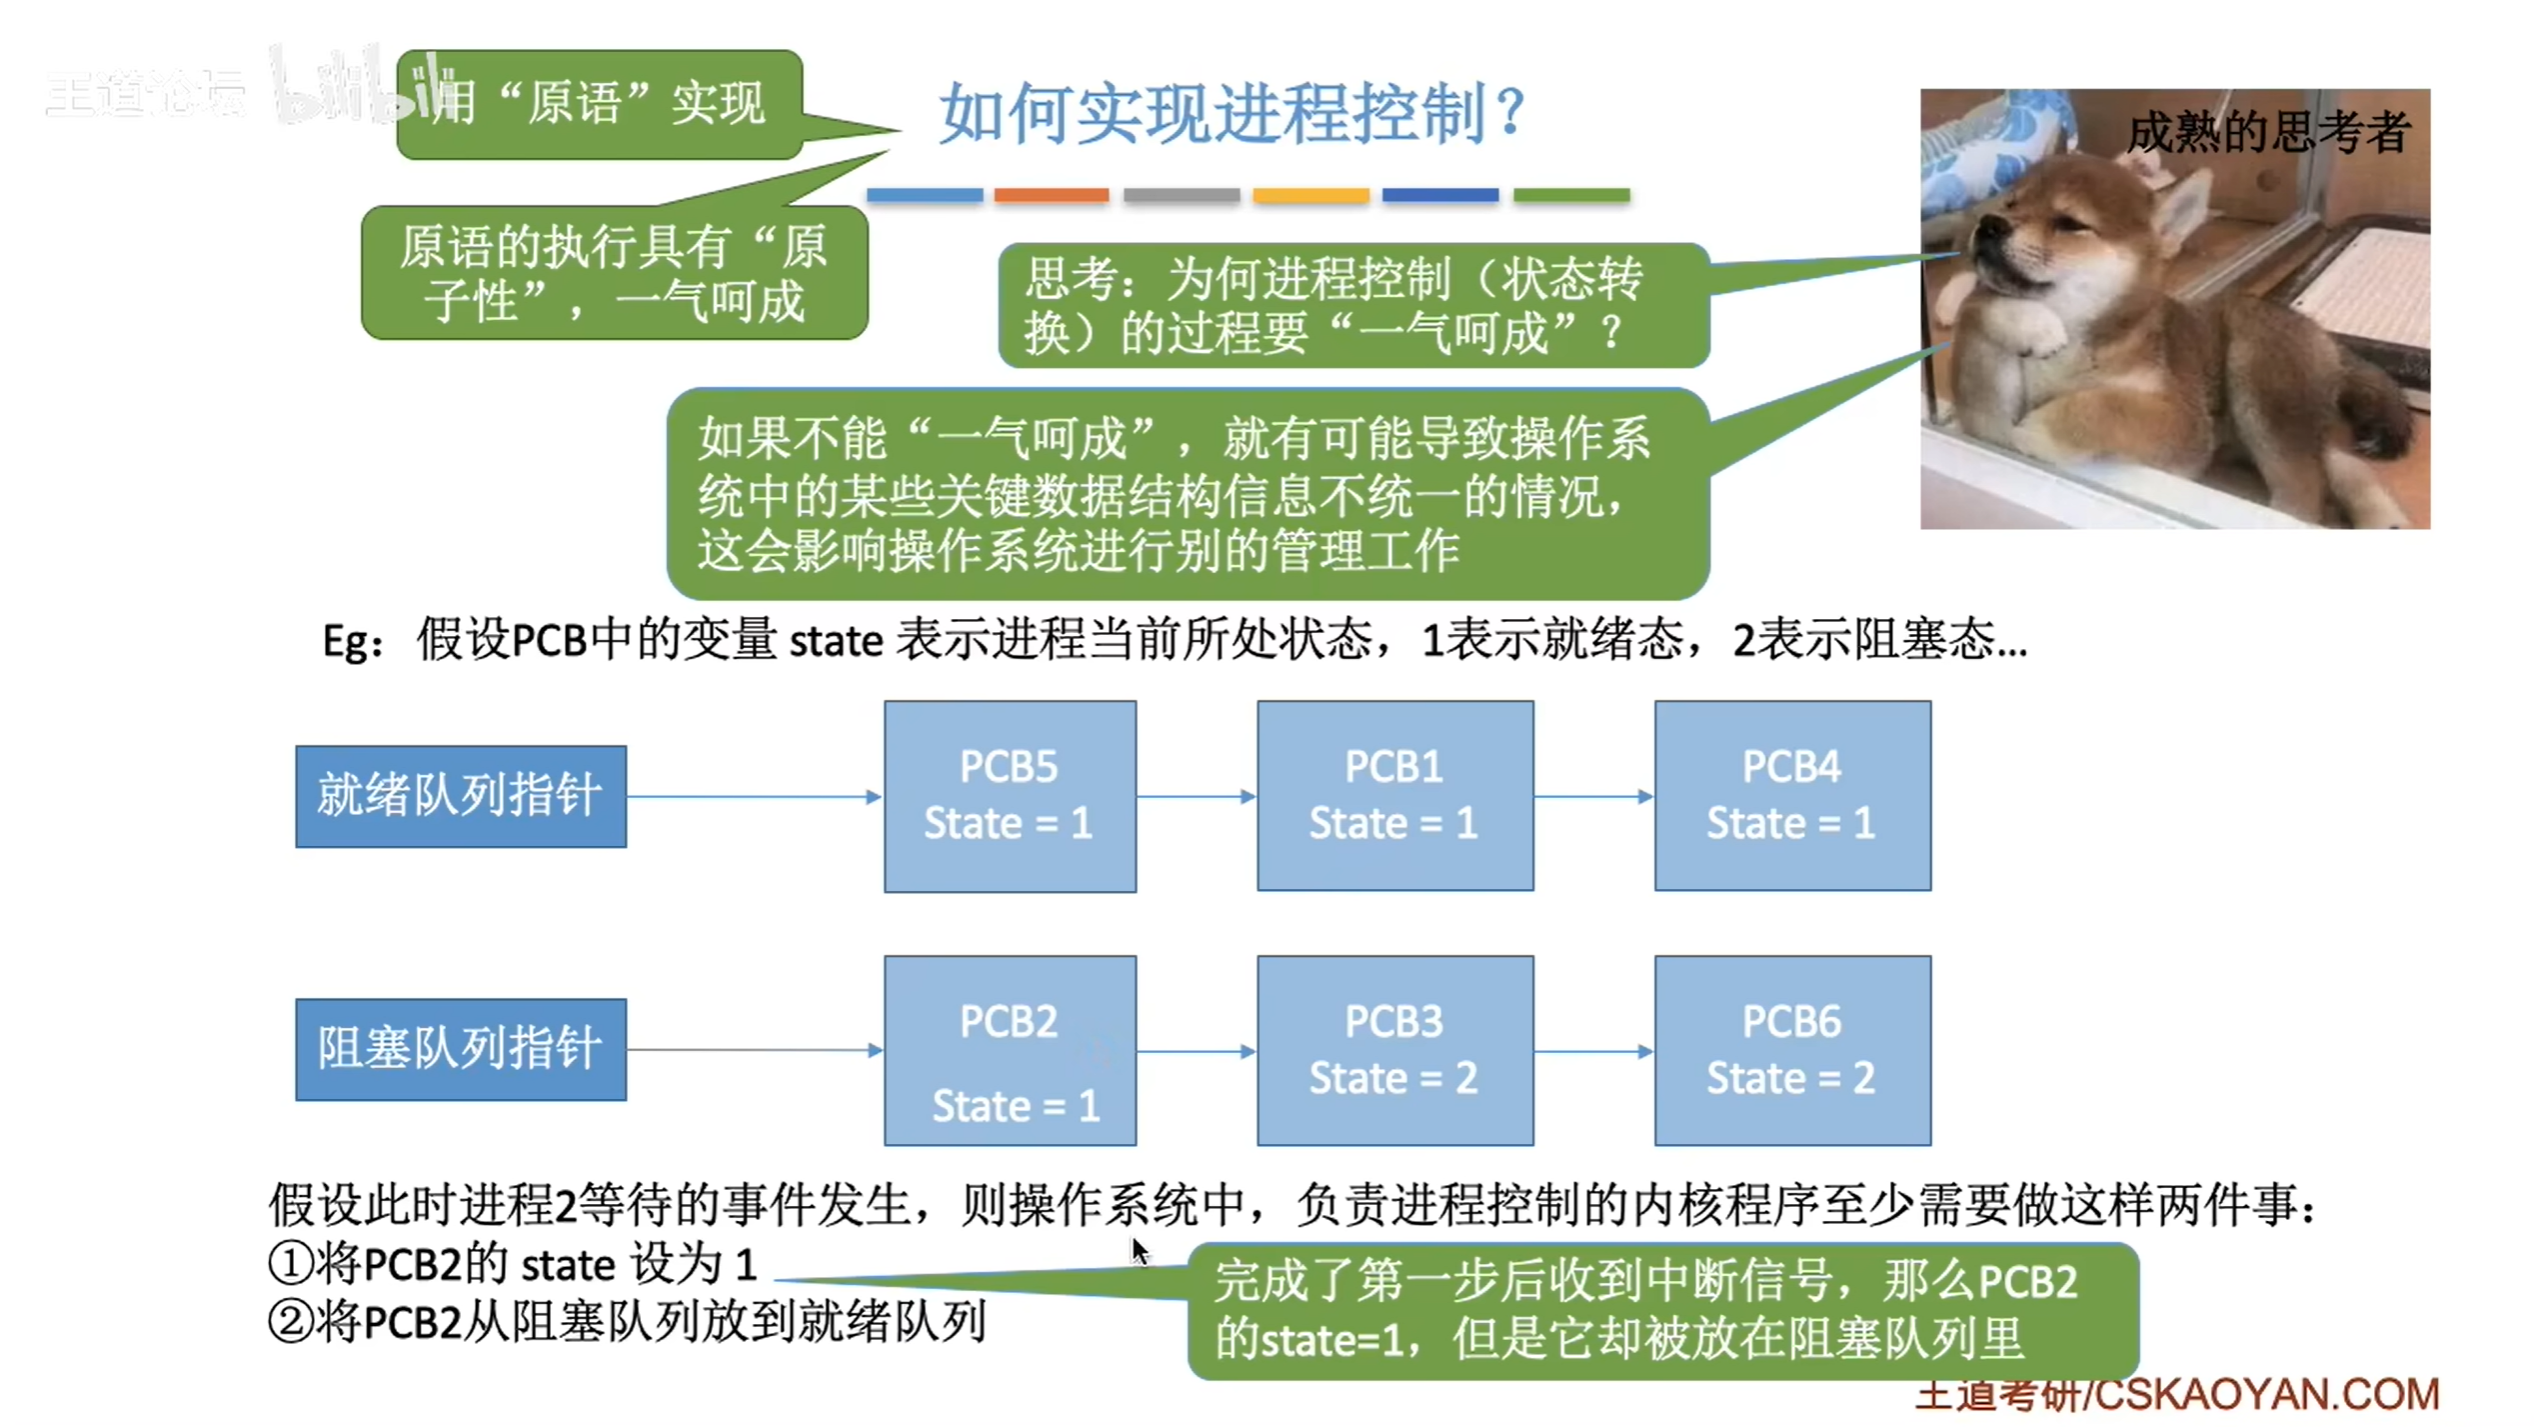 王道论坛 bilibili
用“原语”实现
如何实现进程控制？
成熟的思考者
原语的执行具有“原
子性”，一气呵成
思考：为何进程控制（状态转
换）的过程要“一气呵成”？
如果不能“一气呵成”，就有可能导致操作系
统中的某些关键数据结构信息不统一的情况，
这会影响操作系统进行别的管理工作
Eg：假设PCB中的变量 state 表示进程当前所处状态，1表示就绪态，2表示阻塞态...
就绪队列指针
PCB5
State = 1
PCB1
State = 1
PCB4
State = 1
阻塞队列指针
PCB2
State = 1
PCB3
State = 2
PCB6
State = 2
假设此时进程2等待的事件发生，则操作系统中，负责进程控制的内核程序至少需要做这样两件事：
①将PCB2的 state 设为 1
②将PCB2从阻塞队列放到就绪队列
完成了第一步后收到中断信号，那么PCB2
的state=1，但是它却被放在阻塞队列里
王道考研/CSKAOYAN.COM